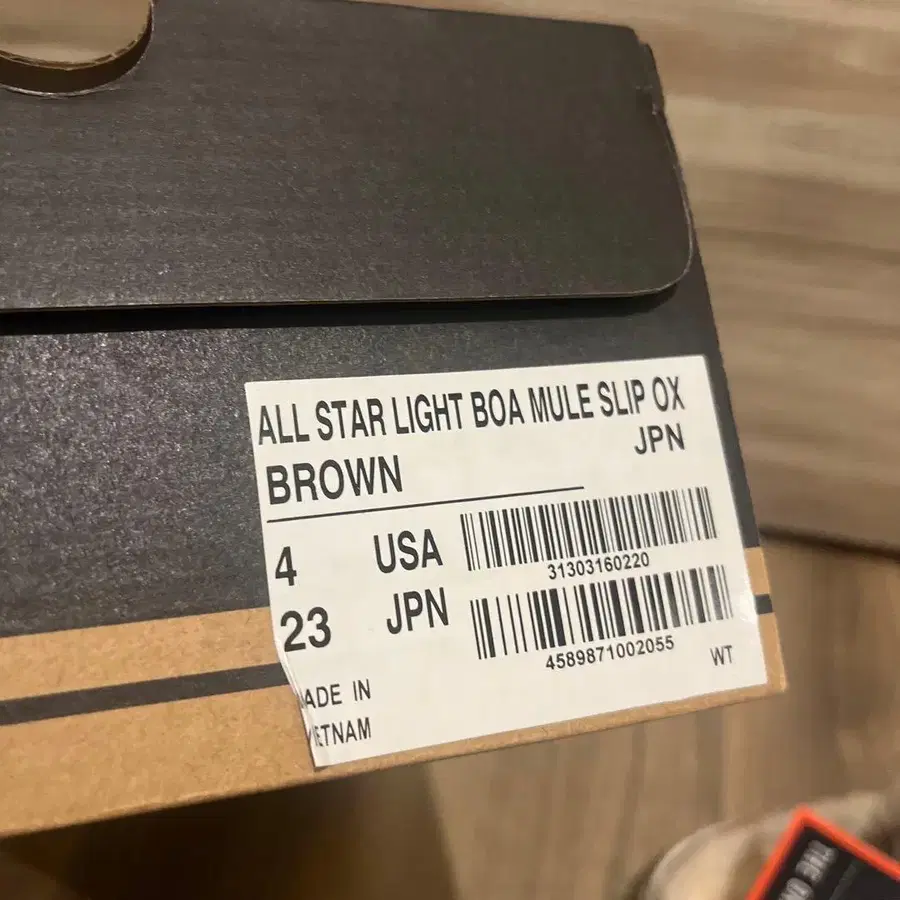 ALL STAR LIGHT BOA MULE SLIP OX
JPN
BROWN
4 USA
31303160220
23 JPN
4589871002055
WT
MADE IN
VIETNAM
THE